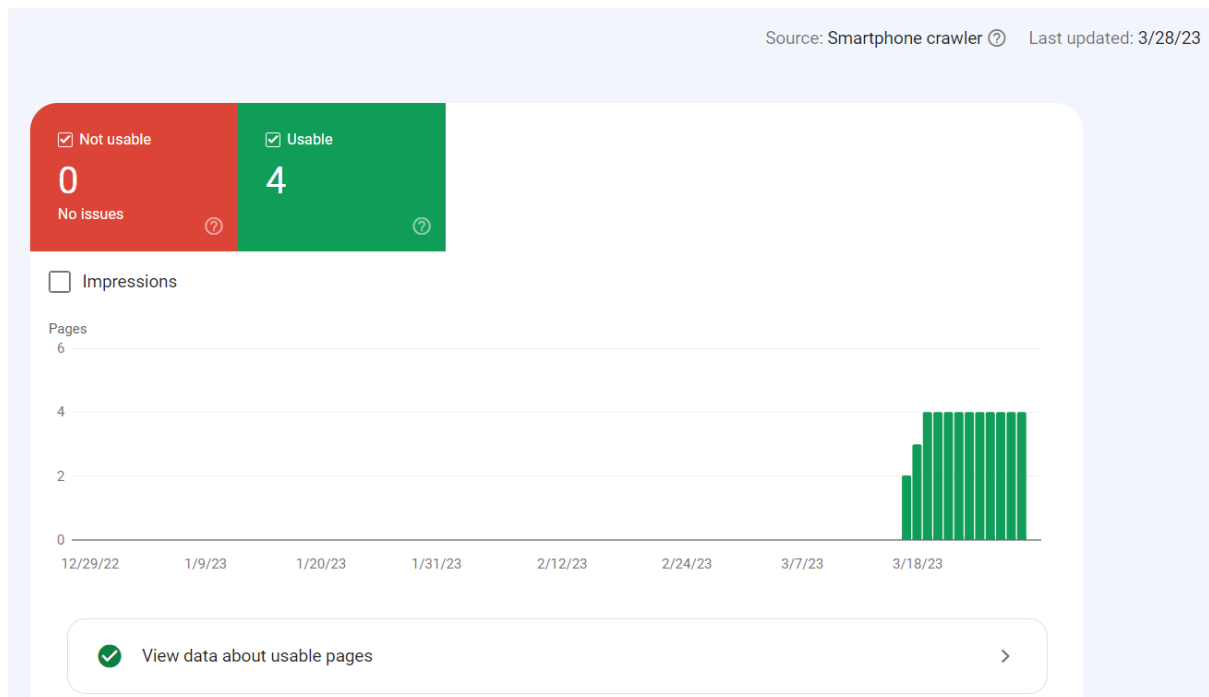 Source: Smartphone crawler ? Last updated: 3/28/23
Not usable
0
No issues
?
Usable
4
?
Impressions
Pages
6
4
2
0
12/29/22 1/9/23 1/20/23 1/31/23 2/12/23 2/24/23 3/7/23 3/18/23
View data about usable pages